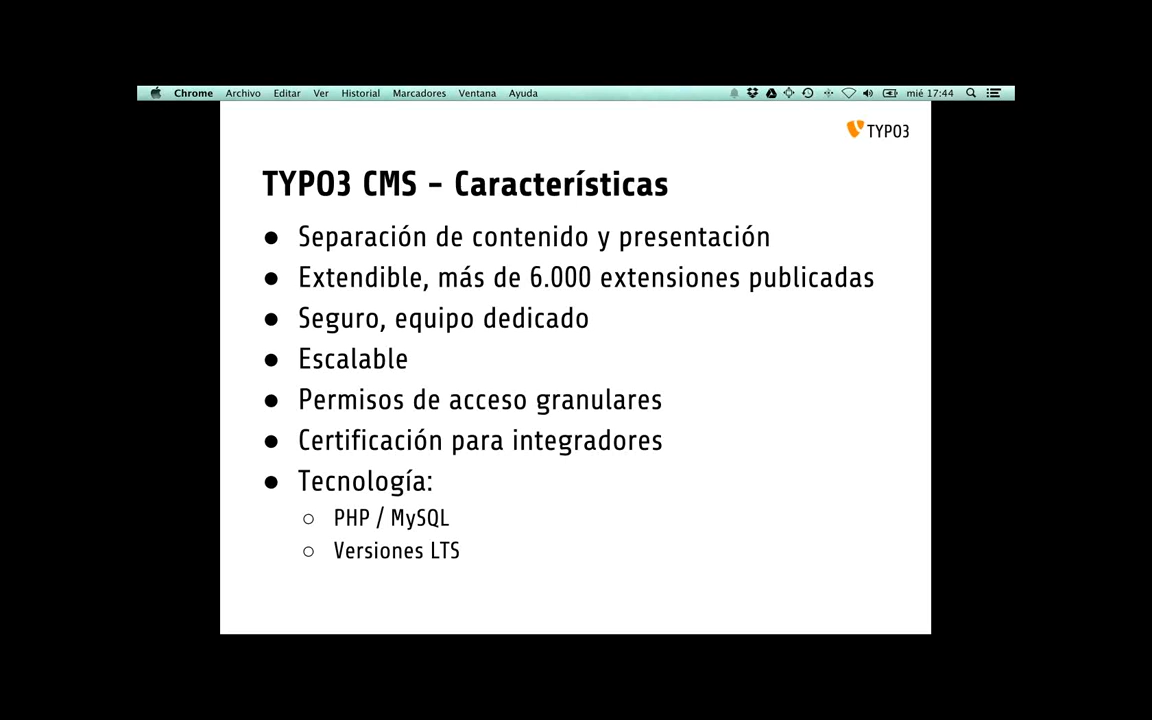 Chrome Archivo Editar Ver Historial Marcadores Ventana Ayuda mié 17:44
TYPO3
TYPO3 CMS - Características
● Separación de contenido y presentación
● Extendible, más de 6.000 extensiones publicadas
● Seguro, equipo dedicado
● Escalable
● Permisos de acceso granulares
● Certificación para integradores
● Tecnología:
○ PHP / MySQL
○ Versiones LTS